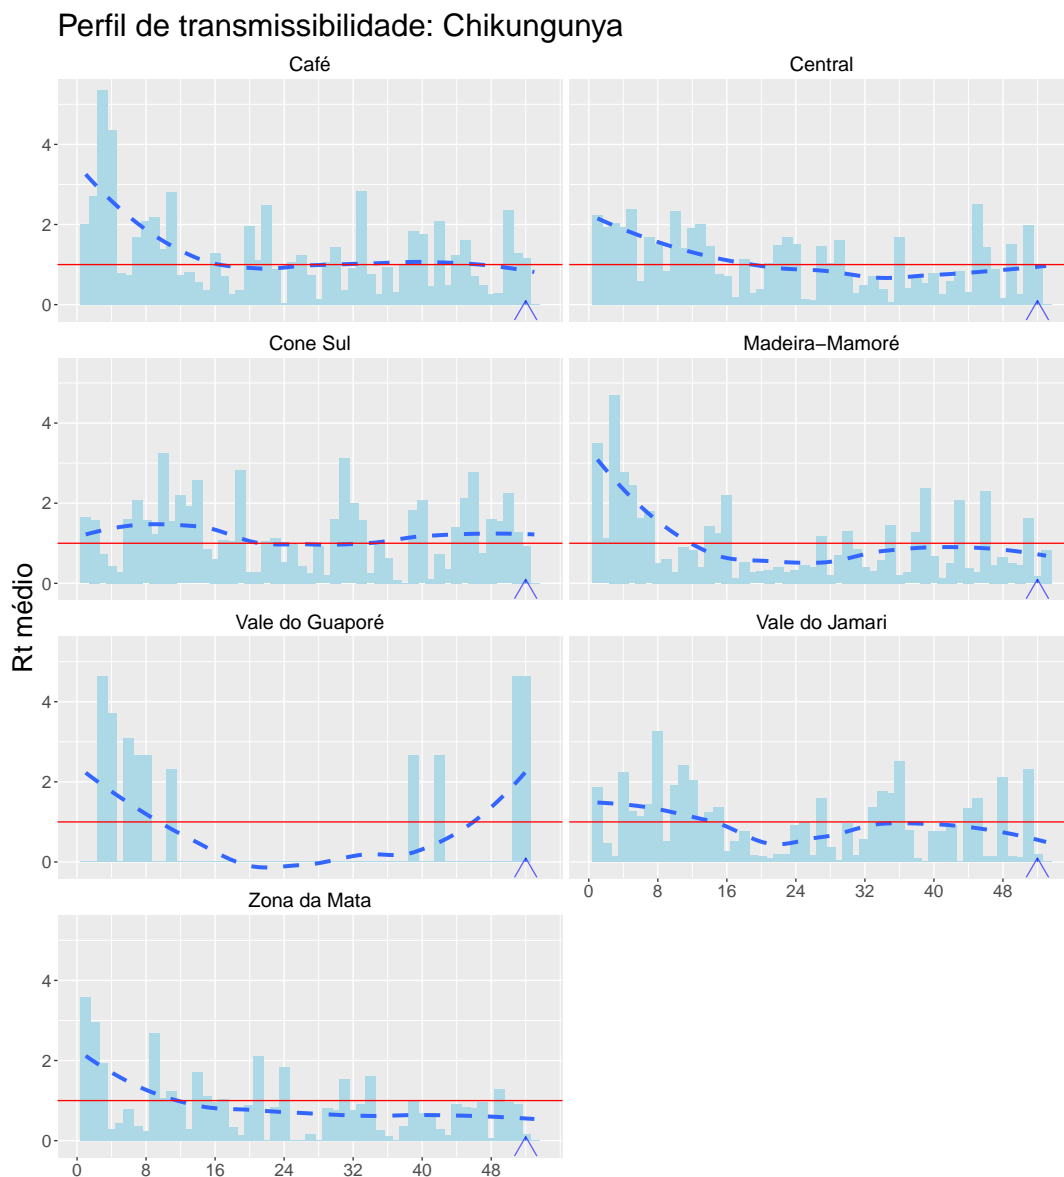 Perfil de transmissibilidade: Chikungunya
Café
Central
4
2
0
Cone Sul
Madeira−Mamoré
4
2
0
Rt médio
Vale do Guaporé
Vale do Jamari
4
2
0
0 8 16 24 32 40 48
Zona da Mata
4
2
0
0 8 16 24 32 40 48